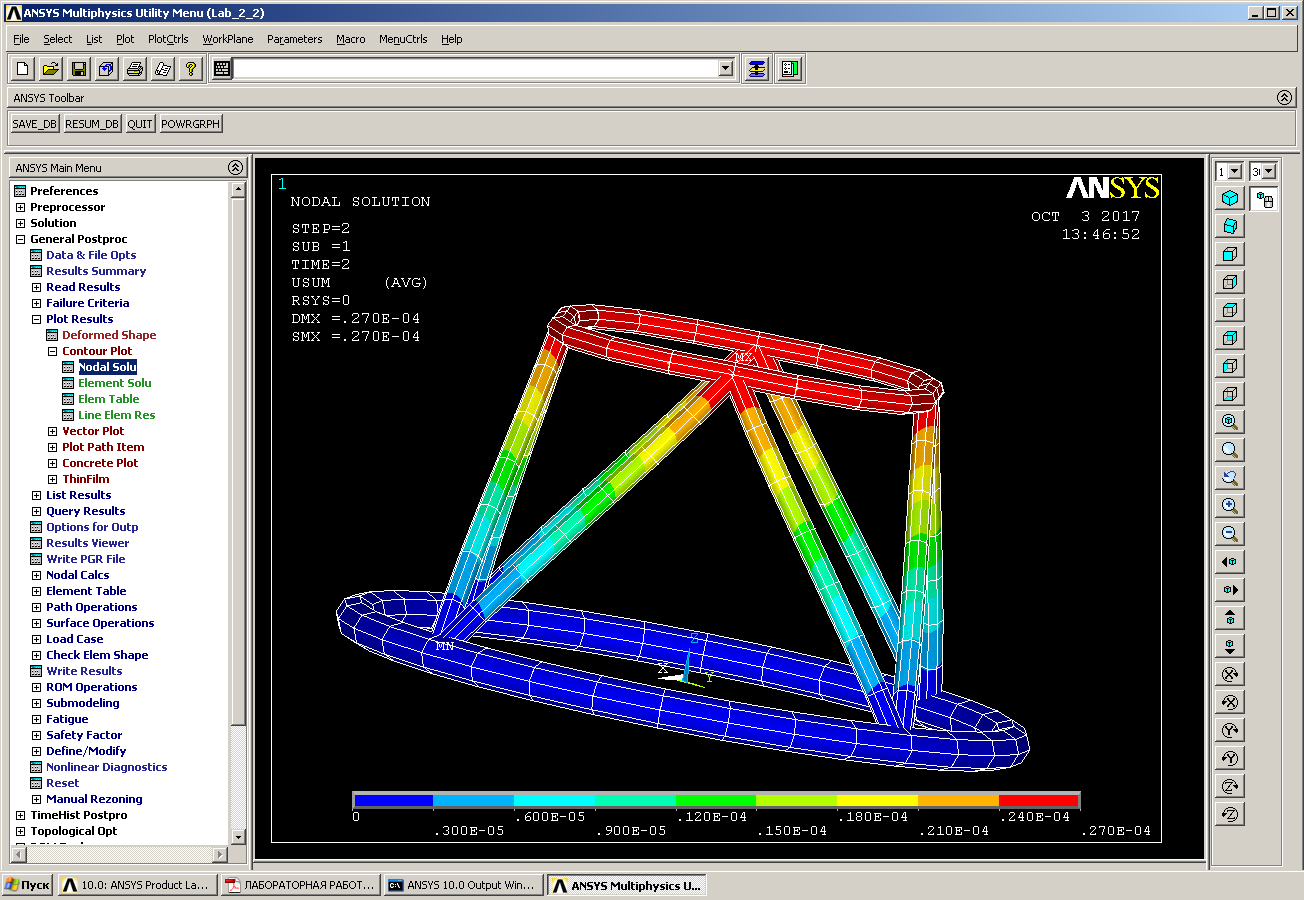 ANSYS Multiphysics Utility Menu (Lab_2_2)
File Select List Plot PlotCtrls WorkPlane Parameters Macro MenuCtrls Help
ANSYS Toolbar
SAVE_DB RESUM_DB QUIT POWRGRPH
ANSYS Main Menu
Preferences
Preprocessor
Solution
General Postproc
Data & File Opts
Results Summary
Read Results
Failure Criteria
Plot Results
Deformed Shape
Contour Plot
Nodal Solu
Element Solu
Elem Table
Line Elem Res
Vector Plot
Plot Path Item
Concrete Plot
ThinFilm
List Results
Query Results
Options for Outp
Results Viewer
Write PGR File
Nodal Calcs
Element Table
Path Operations
Surface Operations
Load Case
Check Elem Shape
Write Results
ROM Operations
Submodeling
Fatigue
Safety Factor
Define/Modify
Nonlinear Diagnostics
Reset
Manual Rezoning
TimeHist Postpro
Topological Opt
1
NODAL SOLUTION
STEP=2
SUB =1
TIME=2
USUM (AVG)
RSYS=0
DMX =.270E-04
SMX =.270E-04
ANSYS
OCT 3 2017
13:46:52
MX
MN
Z
X
Y
0 .600E-05 .120E-04 .180E-04 .240E-04
.300E-05 .900E-05 .150E-04 .210E-04 .270E-04
1
Пуск
10.0: ANSYS Product La...
ЛАБОРАТОРНАЯ РАБОТ...
ANSYS 10.0 Output Win...
ANSYS Multiphysics U...